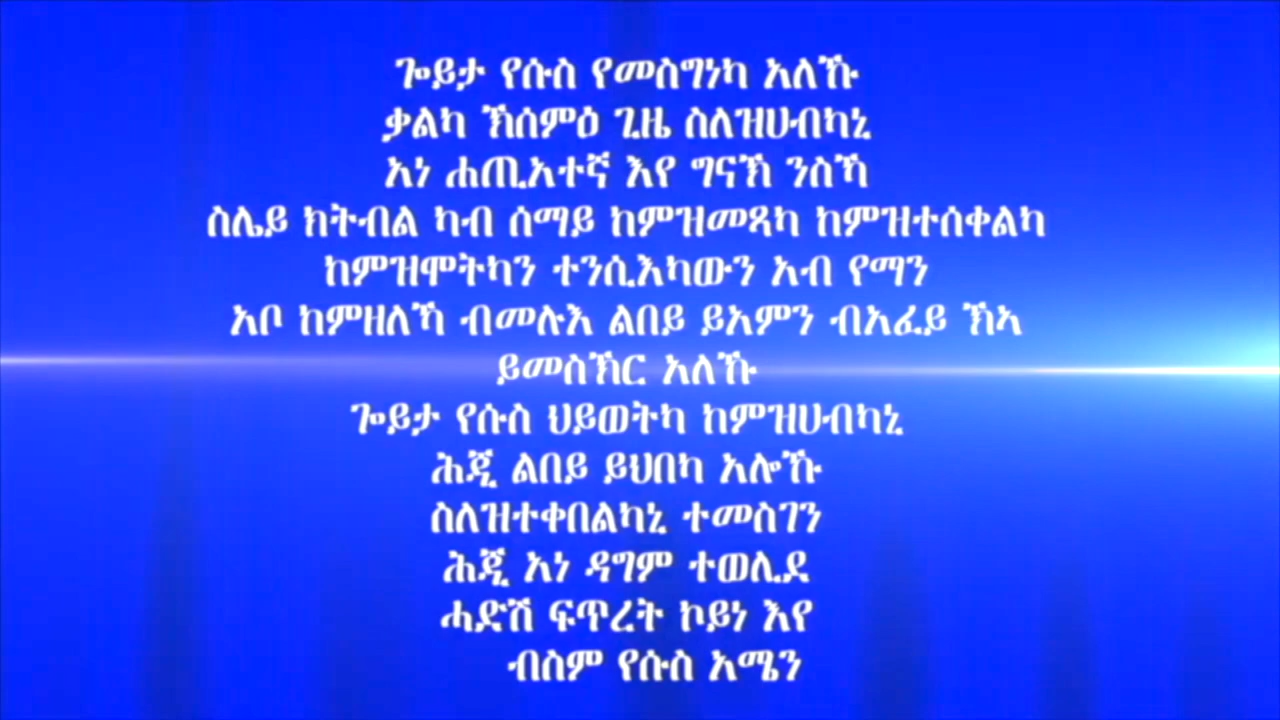 ጐይታ የሱስ የመስግነካ አለኹ
ቃልካ ኽሰምዕ ጊዜ ስለዝሀብካኒ
አነ ሐጢአተኛ እየ ግናኽ ንስኻ
ስሌይ ክትብል ካብ ሰማይ ከምዝመጻካ ከምዝተሰቀልካ
ከምዝሞትካን ተንሲእካውን አብ የማን
አቦ ከምዘለኻ ብመሉእ ልበይ ይአምን ብአፈይ ኽኣ
ይመስኽር አለኹ
ጐይታ የሱስ ህይወትካ ከምዝሀብካኒ
ሕጂ ልበይ ይህበካ አሎኹ
ስለዝተቀበልካኒ ተመስገን
ሕጂ አነ ዳግም ተወሊደ
ሓድሽ ፍጥረት ኮይነ እየ
ብስም የሱስ አሜን